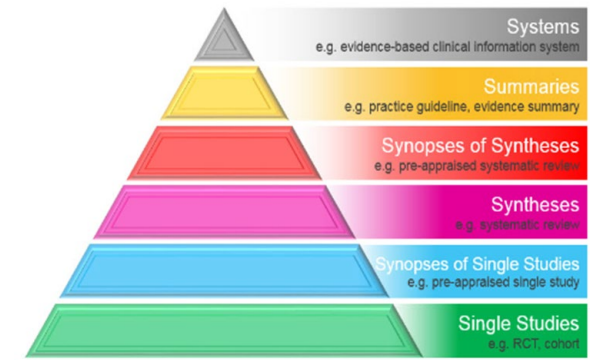 Systems
e.g. evidence-based clinical information system
Summaries
e.g. practice guideline, evidence summary
Synopses of Syntheses
e.g. pre-appraised systematic review
Syntheses
e.g. systematic review
Synopses of Single Studies
e.g. pre-appraised single study
Single Studies
e.g. RCT, cohort